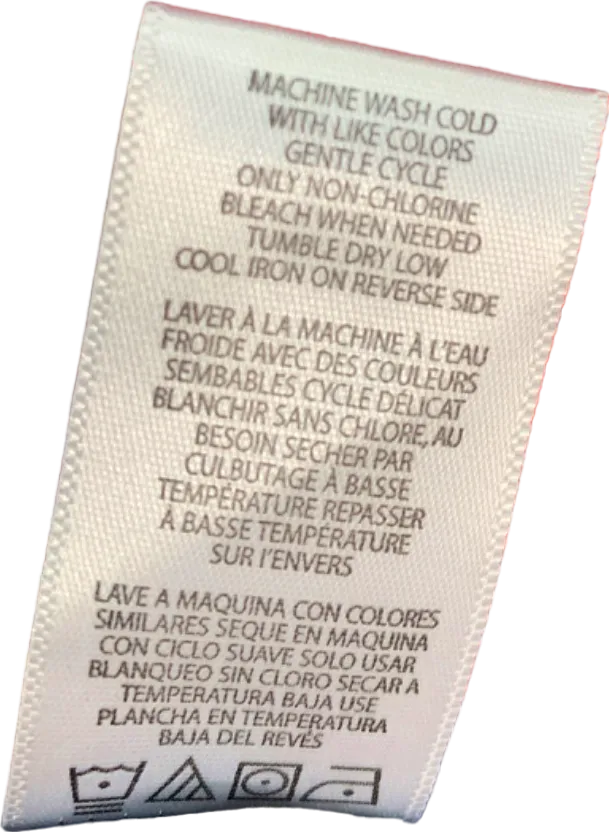 MACHINE WASH COLD
WITH LIKE COLORS
GENTLE CYCLE
ONLY NON-CHLORINE
BLEACH WHEN NEEDED
TUMBLE DRY LOW
COOL IRON ON REVERSE SIDE
LAVER À LA MACHINE À L'EAU
FROIDE AVEC DES COULEURS
SEMBABLES CYCLE DÉLICAT
BLANCHIR SANS CHLORE, AU
BESOIN SECHER PAR
CULBUTAGE À BASSE
TEMPÉRATURE REPASSER
À BASSE TEMPÉRATURE
SUR I'ENVERS
LAVE A MAQUINA CON COLORES
SIMILARES SEQUE EN MAQUINA
CON CICLO SUAVE SOLO USAR
BLANQUEO SIN CLORO SECAR A
TEMPERATURA BAJA USE
PLANCHA EN TEMPERATURA
BAJA DEL REVÉS